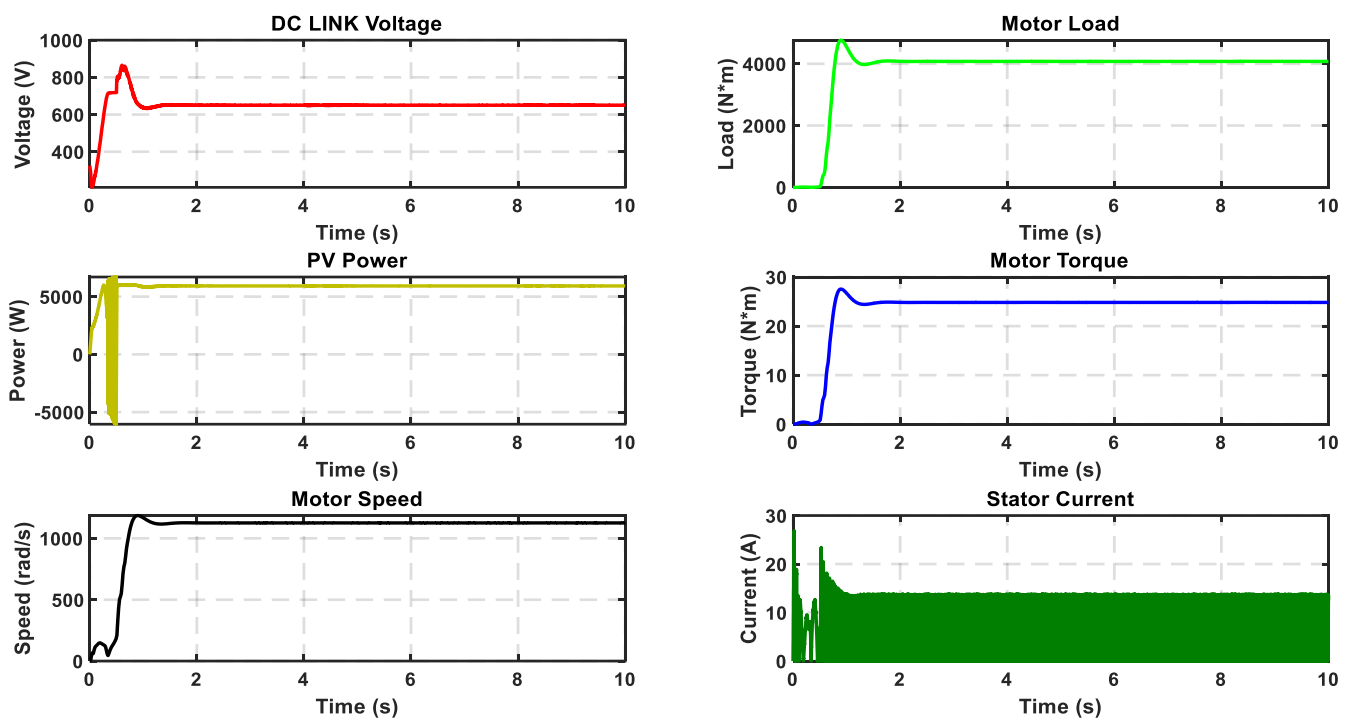 DC LINK Voltage
Voltage (V)
1000
800
600
400
0 2 4 6 8 10
Time (s)
Motor Load
Load (N*m)
4000
2000
0
0 2 4 6 8 10
Time (s)
PV Power
Power (W)
5000
0
-5000
0 2 4 6 8 10
Time (s)
Motor Torque
Torque (N*m)
30
20
10
0
0 2 4 6 8 10
Time (s)
Motor Speed
Speed (rad/s)
1000
500
0
0 2 4 6 8 10
Time (s)
Stator Current
Current (A)
30
20
10
0
0 2 4 6 8 10
Time (s)